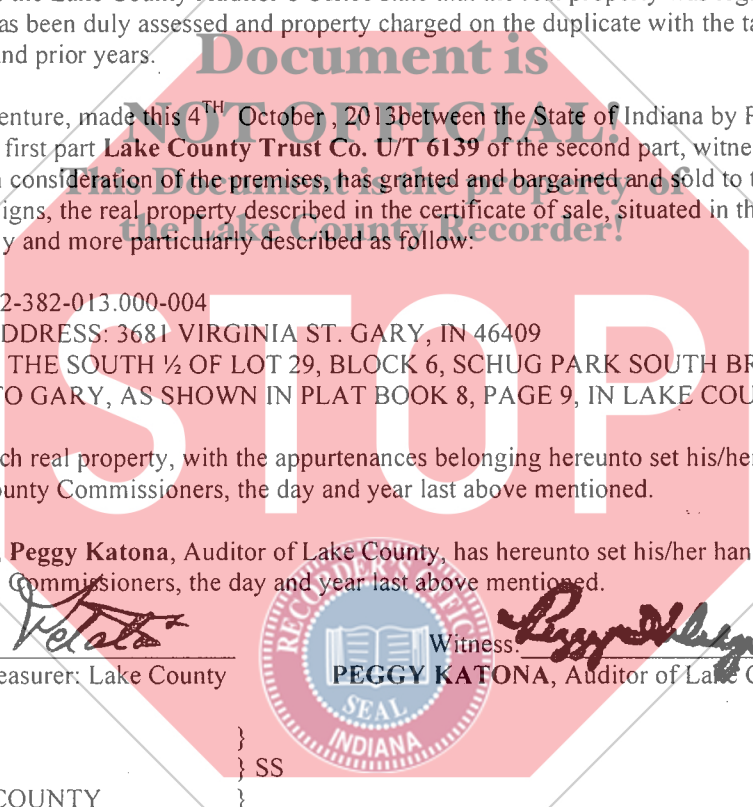 the Lake County Auditor's Office state that the real property was
as been duly assessed and property charged on the duplicate with the ta
nd prior years.
Document is
NOT OFFICIAL!
This Document is the property of
the Lake County Recorder!
enture, made this 4TH October , 2013between the State of Indiana by
first part Lake County Trust Co. U/T 6139 of the second part, witne
consideration of the premises, has granted and bargained and sold to
igns, the real property described in the certificate of sale, situated in th
y and more particularly described as follow:
2-382-013.000-004
DDRESS: 3681 VIRGINIA ST. GARY, IN 46409
THE SOUTH ½ OF LOT 29, BLOCK 6, SCHUG PARK SOUTH BR
TO GARY, AS SHOWN IN PLAT BOOK 8, PAGE 9, IN LAKE COU
STOP
ch real property, with the appurtenances belonging hereunto set his/her
ounty Commissioners, the day and year last above mentioned.
Peggy Katona, Auditor of Lake County, has hereunto set his/her han
Commissioners, the day and year last above mentioned.
Witness:
easurer: Lake County
PEGGY KATONA, Auditor of Lake C
RECORDER'S OFFICE
SEAL
INDIANA
}
} SS
COUNTY }